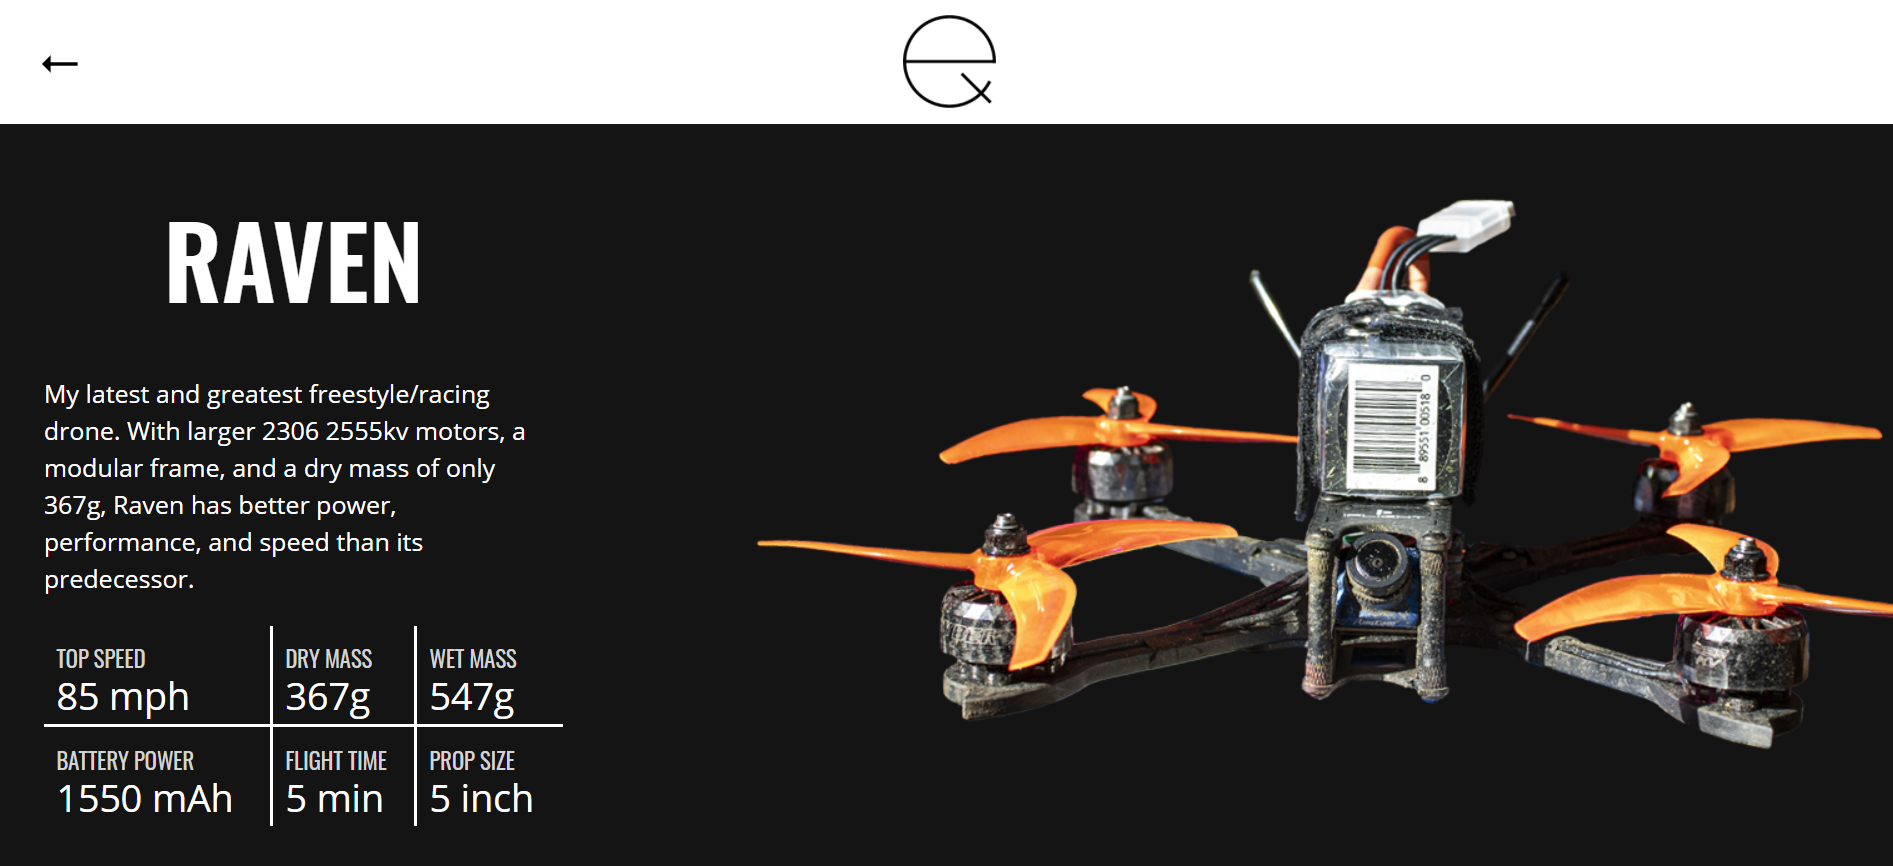 RAVEN
My latest and greatest freestyle/racing
drone. With larger 2306 2555kv motors, a
modular frame, and a dry mass of only
367g, Raven has better power,
performance, and speed than its
predecessor.
TOP SPEED
85 mph
DRY MASS
367g
WET MASS
547g
BATTERY POWER
1550 mAh
FLIGHT TIME
5 min
PROP SIZE
5 inch
8 89551 00518 0